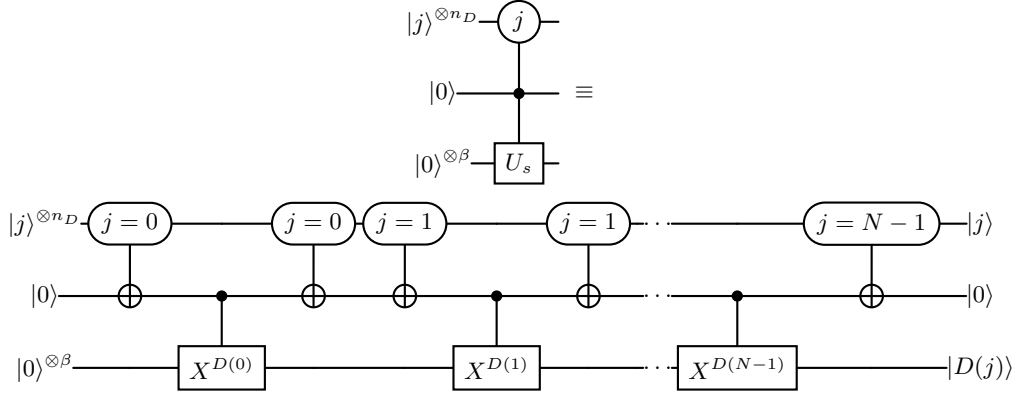 |j⟩^{⊗n_D} j
|0⟩ ≡
|0⟩^{⊗β} U_s
|j⟩^{⊗n_D} j = 0 j = 0 j = 1 j = 1 ··· j = N − 1 |j⟩
|0⟩ ··· |0⟩
|0⟩^{⊗β} X^{D(0)} X^{D(1)} ··· X^{D(N−1)} |D(j)⟩